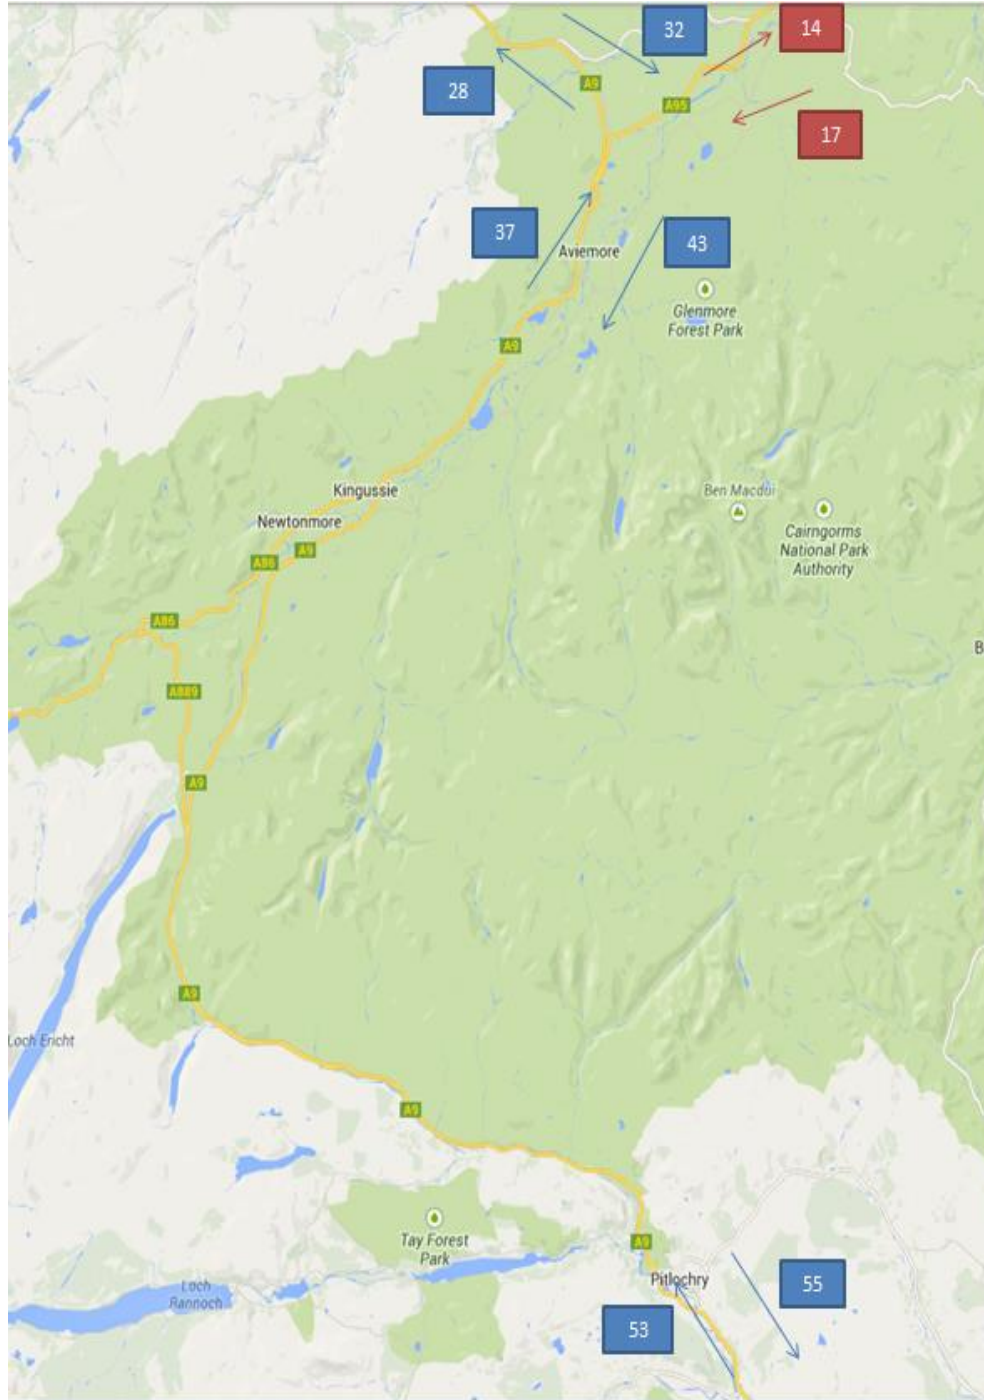 32
14
28
A9
A95
17
37
43
Aviemore
Glenmore
Forest Park
A9
Kingussie
Ben Macdui
Newtonmore
Cairngorms
National Park
Authority
A9
A86
A86
B
A889
A9
A9
Loch Ericht
A9
Tay Forest
Park
A9
Pitlochry
55
Loch
Rannoch
53